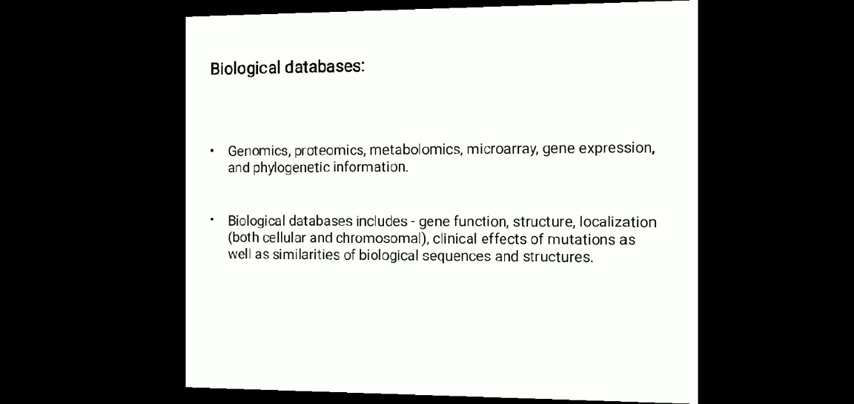 Biological databases:
• Genomics, proteomics, metabolomics, microarray, gene expression,
and phylogenetic information.
• Biological databases includes - gene function, structure, localization
(both cellular and chromosomal), clinical effects of mutations as
well as similarities of biological sequences and structures.